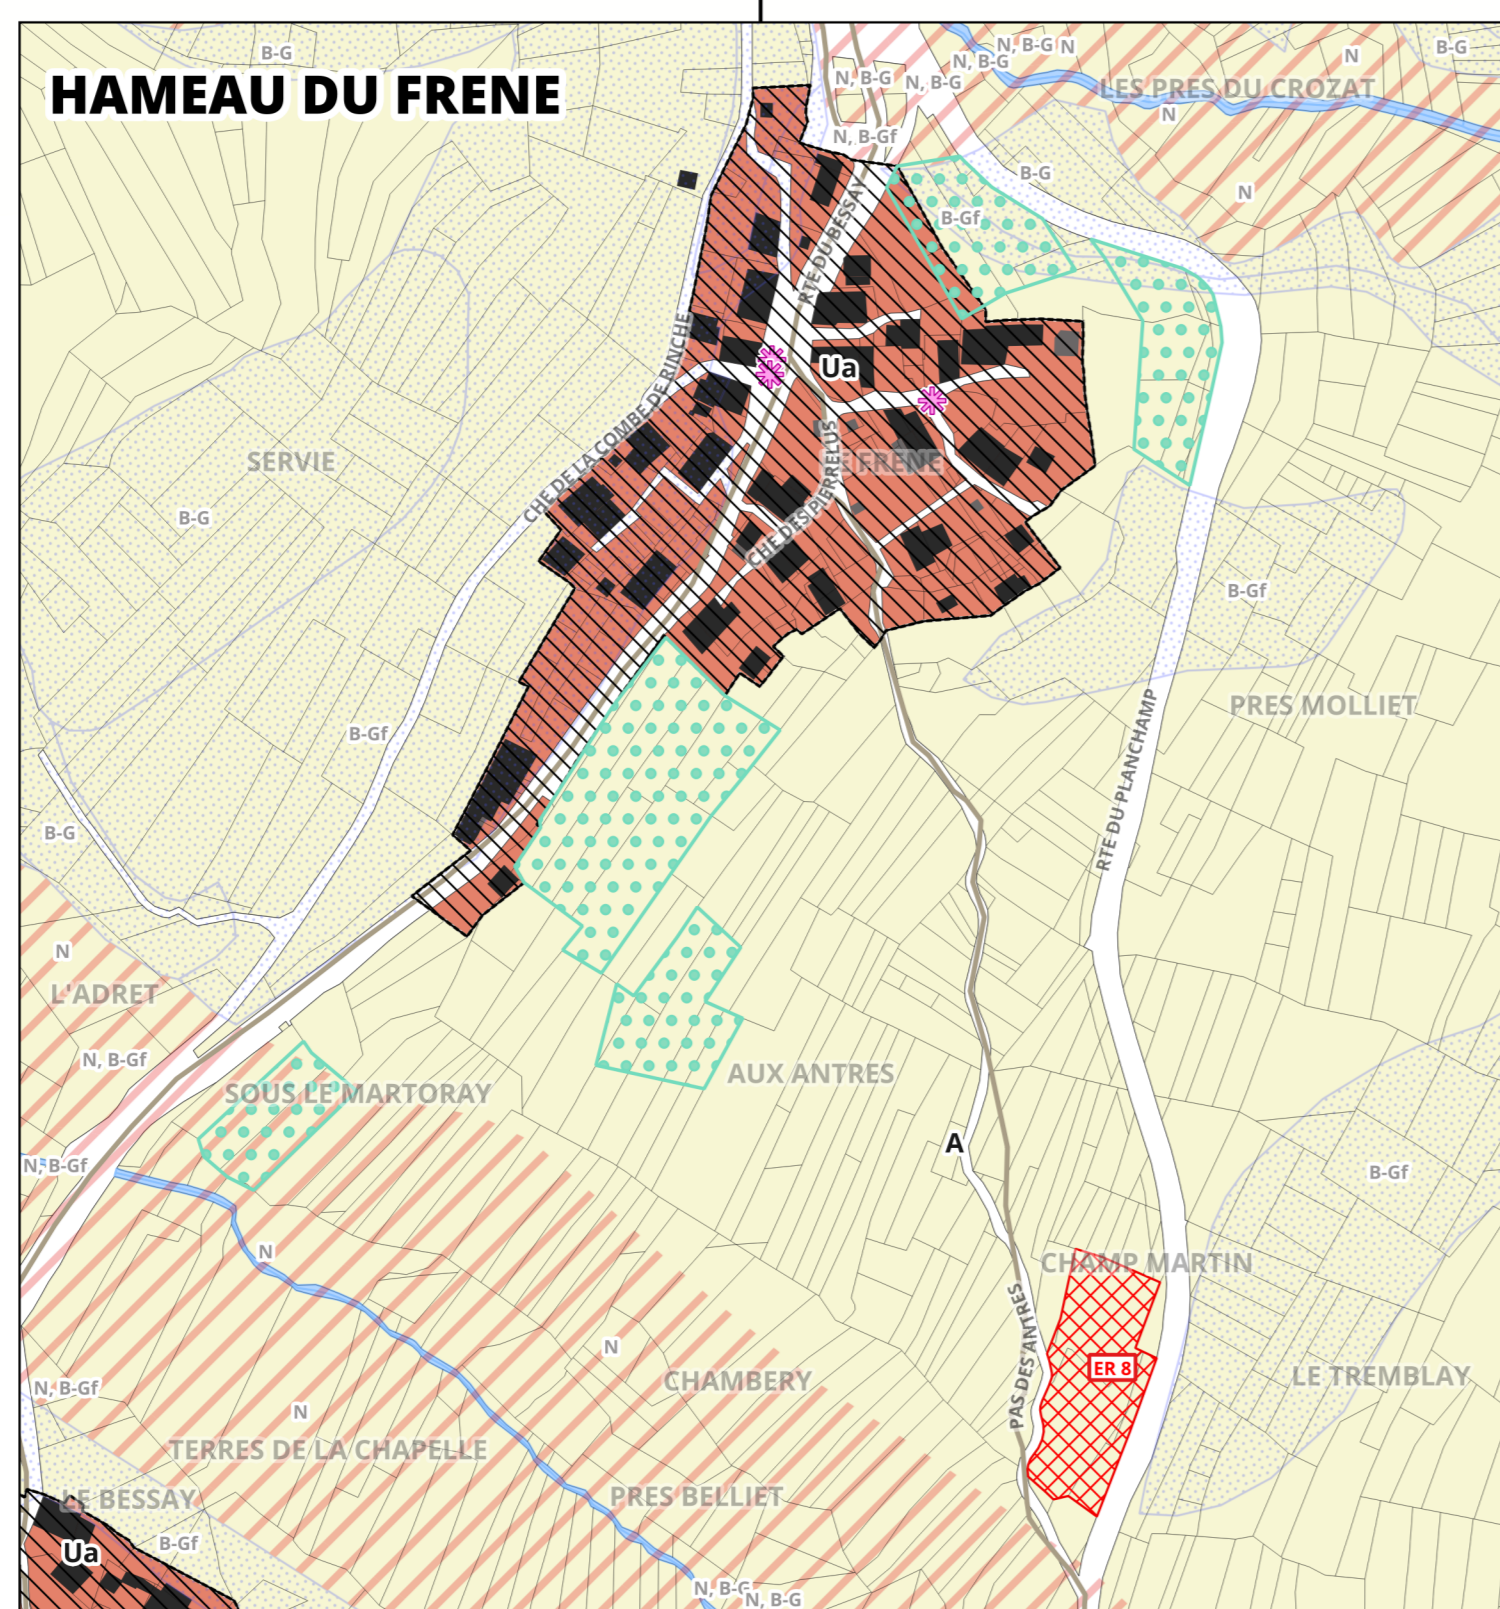 HAMEAU DU FRENE
B-G
N, B-G
N
N, B-G
N
B-G
N, B-G
N, B-G
LES PRES DU CROZAT
N
N, B-Gf
B-G
N
B-Gf
RTE DU BESSAY
CHE DE LA COMBE DE RINCHE
Ua
SERVIE
E FRENE
CHE DES PIERRELUS
B-G
B-Gf
PRES MOLLIET
B-Gf
RTE DU PLANCHAMP
B-G
N
L'ADRET
N, B-Gf
SOUS LE MARTORAY
AUX ANTRES
A
N, B-Gf
B-Gf
N
CHAMP MARTIN
PAS DES ANTRES
N
ER 8
CHAMBERY
LE TREMBLAY
N, B-Gf
N
TERRES DE LA CHAPELLE
LE BESSAY
PRES BELLIET
B-Gf
Ua
N, B-G
N, B-G